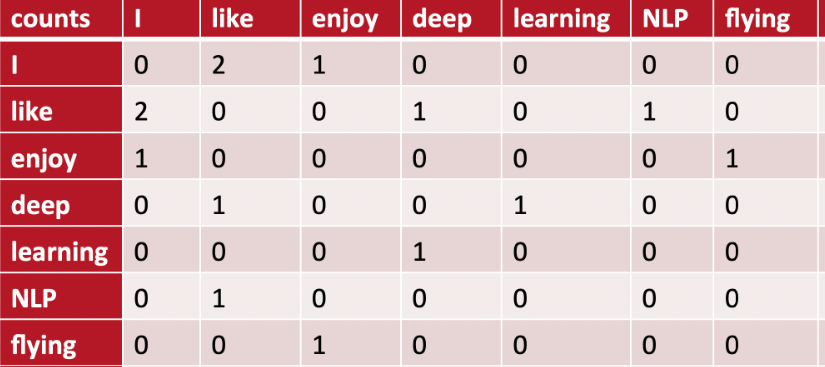 counts I like enjoy deep learning NLP flying
I 0 2 1 0 0 0 0
like 2 0 0 1 0 1 0
enjoy 1 0 0 0 0 0 1
deep 0 1 0 0 1 0 0
learning 0 0 0 1 0 0 0
NLP 0 1 0 0 0 0 0
flying 0 0 1 0 0 0 0